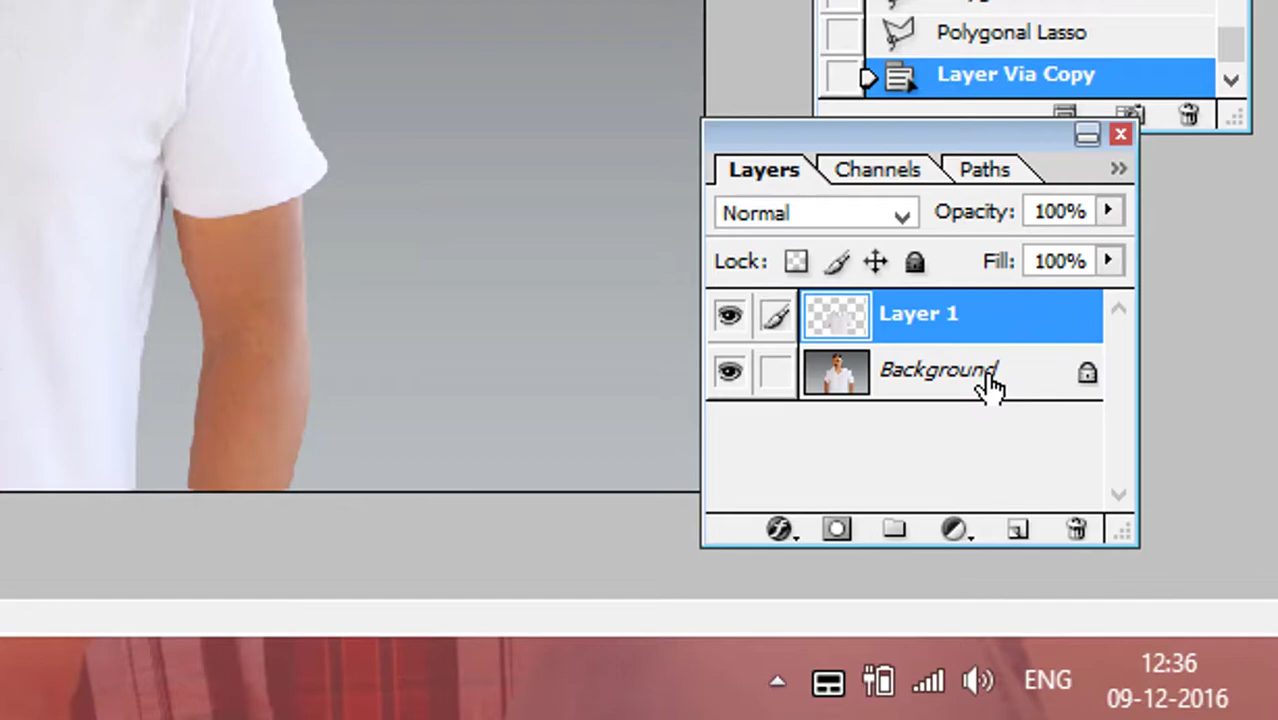 Polygonal Lasso
Layer Via Copy
Layers Channels Paths
Normal Opacity: 100%
Lock: Fill: 100%
Layer 1
Background
ENG
12:36
09-12-2016